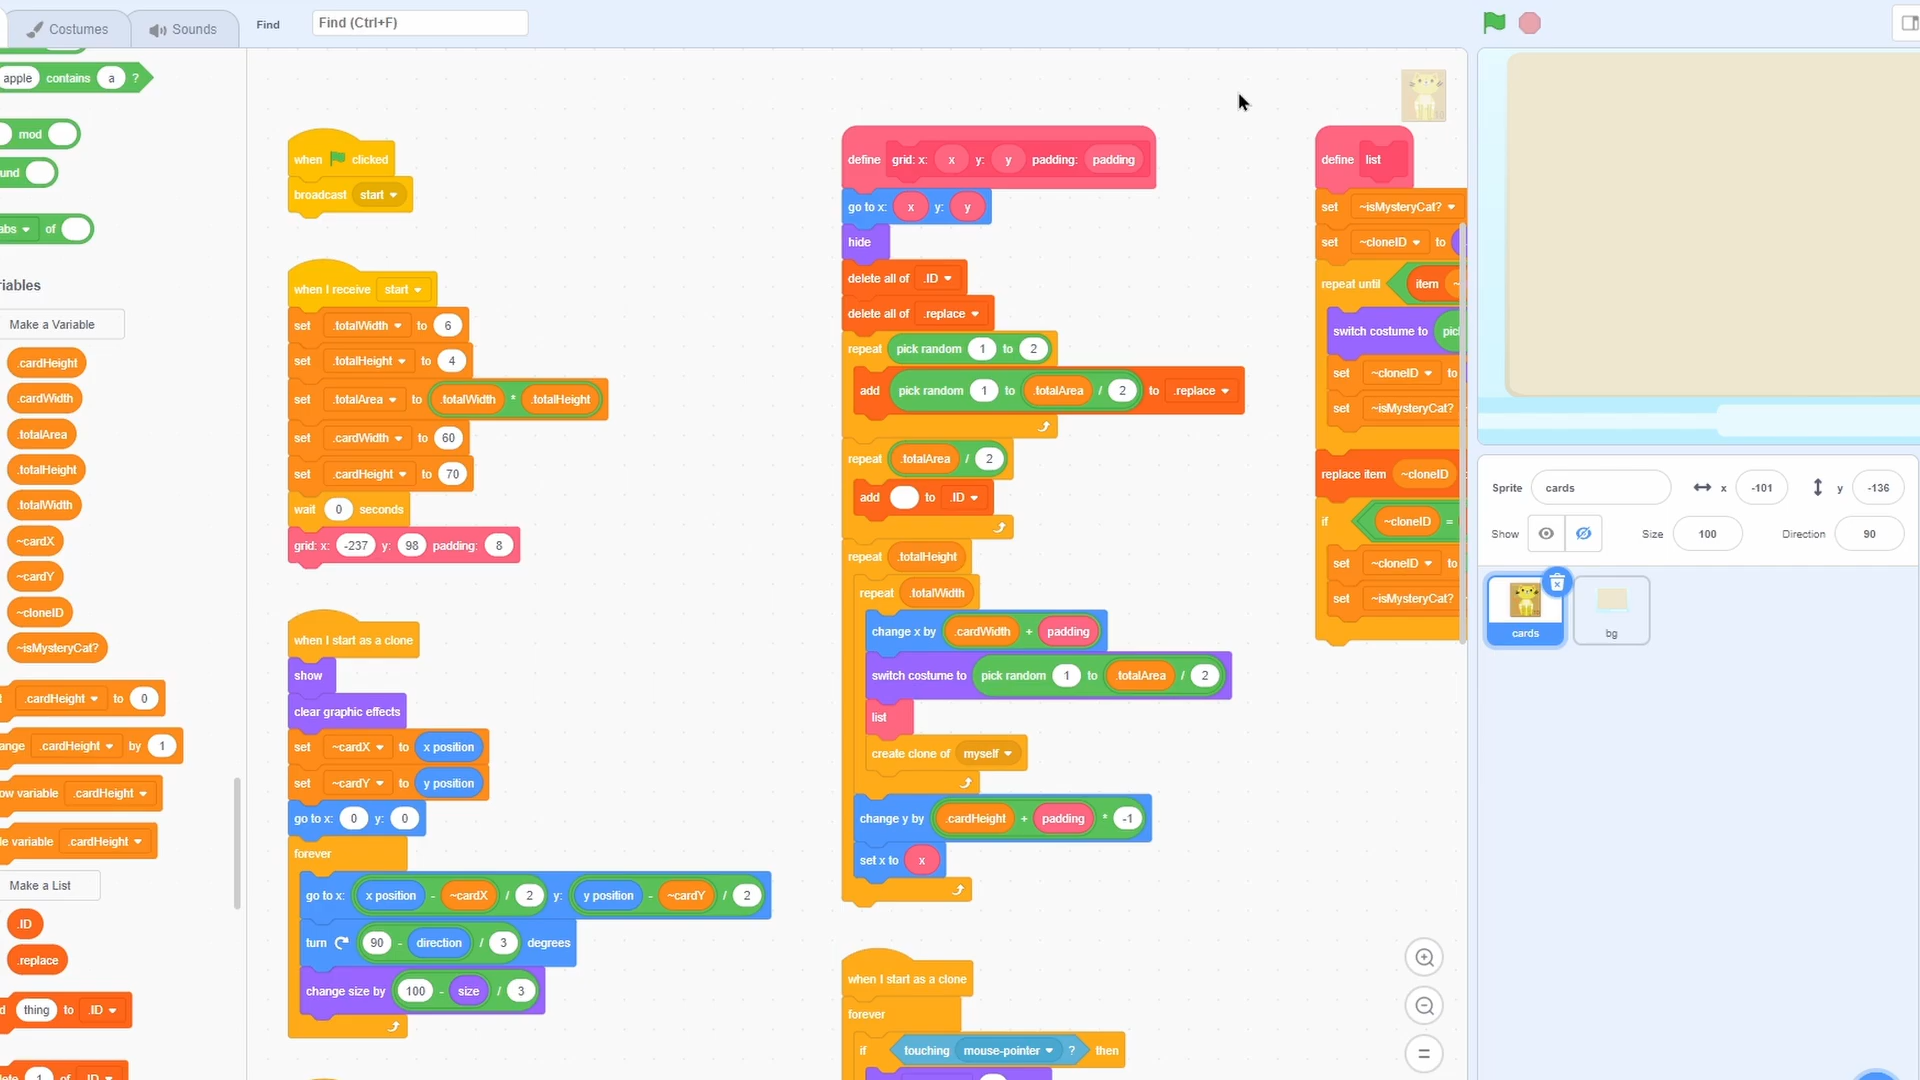 Costumes
Sounds
Find
Find (Ctrl+F)
apple contains a ?
mod
und
abs of
riables
Make a Variable
.cardHeight
.cardWidth
.totalArea
.totalHeight
.totalWidth
~cardX
~cardY
~cloneID
~isMysteryCat?
t .cardHeight to 0
ange .cardHeight by 1
ow variable .cardHeight
le variable .cardHeight
Make a List
.ID
.replace
d thing to .ID
lete 1 of .ID
when clicked
broadcast start
when I receive start
set .totalWidth to 6
set .totalHeight to 4
set .totalArea to .totalWidth * .totalHeight
set .cardWidth to 60
set .cardHeight to 70
wait 0 seconds
grid: x: -237 y: 98 padding: 8
when I start as a clone
show
clear graphic effects
set ~cardX to x position
set ~cardY to y position
go to x: 0 y: 0
forever
go to x: x position - ~cardX / 2 y: y position - ~cardY / 2
turn 90 - direction / 3 degrees
change size by 100 - size / 3
define grid: x: x y: y padding: padding
go to x: x y: y
hide
delete all of .ID
delete all of .replace
repeat pick random 1 to 2
add pick random 1 to .totalArea / 2 to .replace
repeat .totalArea / 2
add to .ID
repeat .totalHeight
repeat .totalWidth
change x by .cardWidth + padding
switch costume to pick random 1 to .totalArea / 2
list
create clone of myself
change y by .cardHeight + padding * -1
set x to x
when I start as a clone
forever
if touching mouse-pointer ? then
define list
set ~isMysteryCat?
set ~cloneID to
repeat until item ~
switch costume to pic
set ~cloneID to
set ~isMysteryCat?
replace item ~cloneID
if ~cloneID =
set ~cloneID to
set ~isMysteryCat?
Sprite cards x -101 y -136
Show Size 100 Direction 90
cards
bg